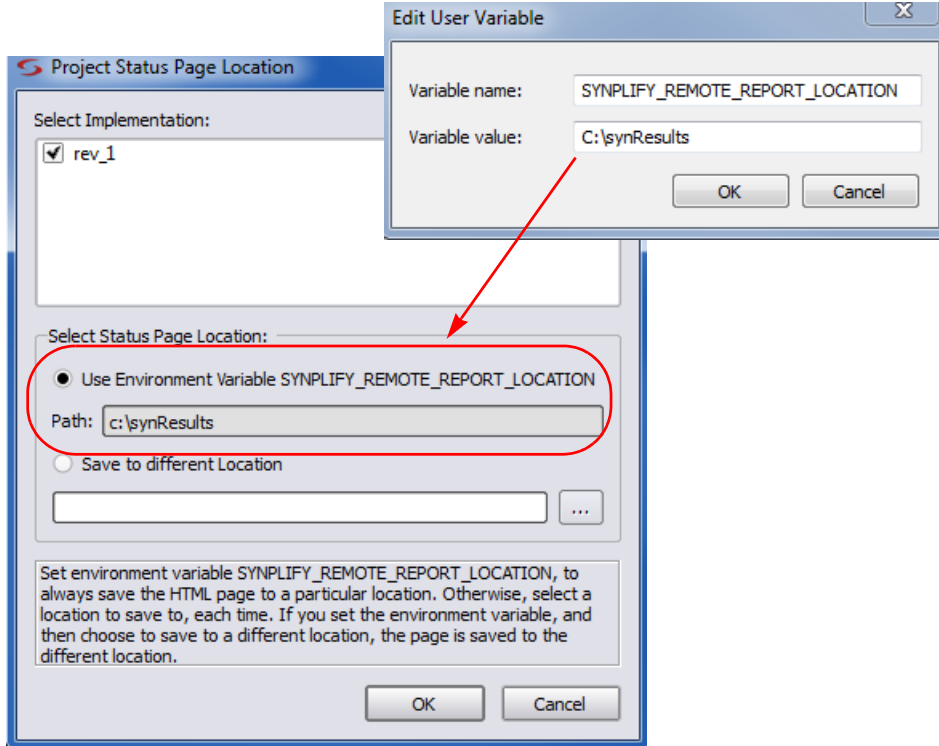 Edit User Variable
Variable name: SYNPLIFY_REMOTE_REPORT_LOCATION
Variable value: C:\synResults
OK Cancel
Project Status Page Location
Select Implementation:
rev_1
Select Status Page Location:
Use Environment Variable SYNPLIFY_REMOTE_REPORT_LOCATION
Path: c:\synResults
Save to different Location
...
Set environment variable SYNPLIFY_REMOTE_REPORT_LOCATION, to
always save the HTML page to a particular location. Otherwise, select a
location to save to, each time. If you set the environment variable, and
then choose to save to a different location, the page is saved to the
different location.
OK Cancel